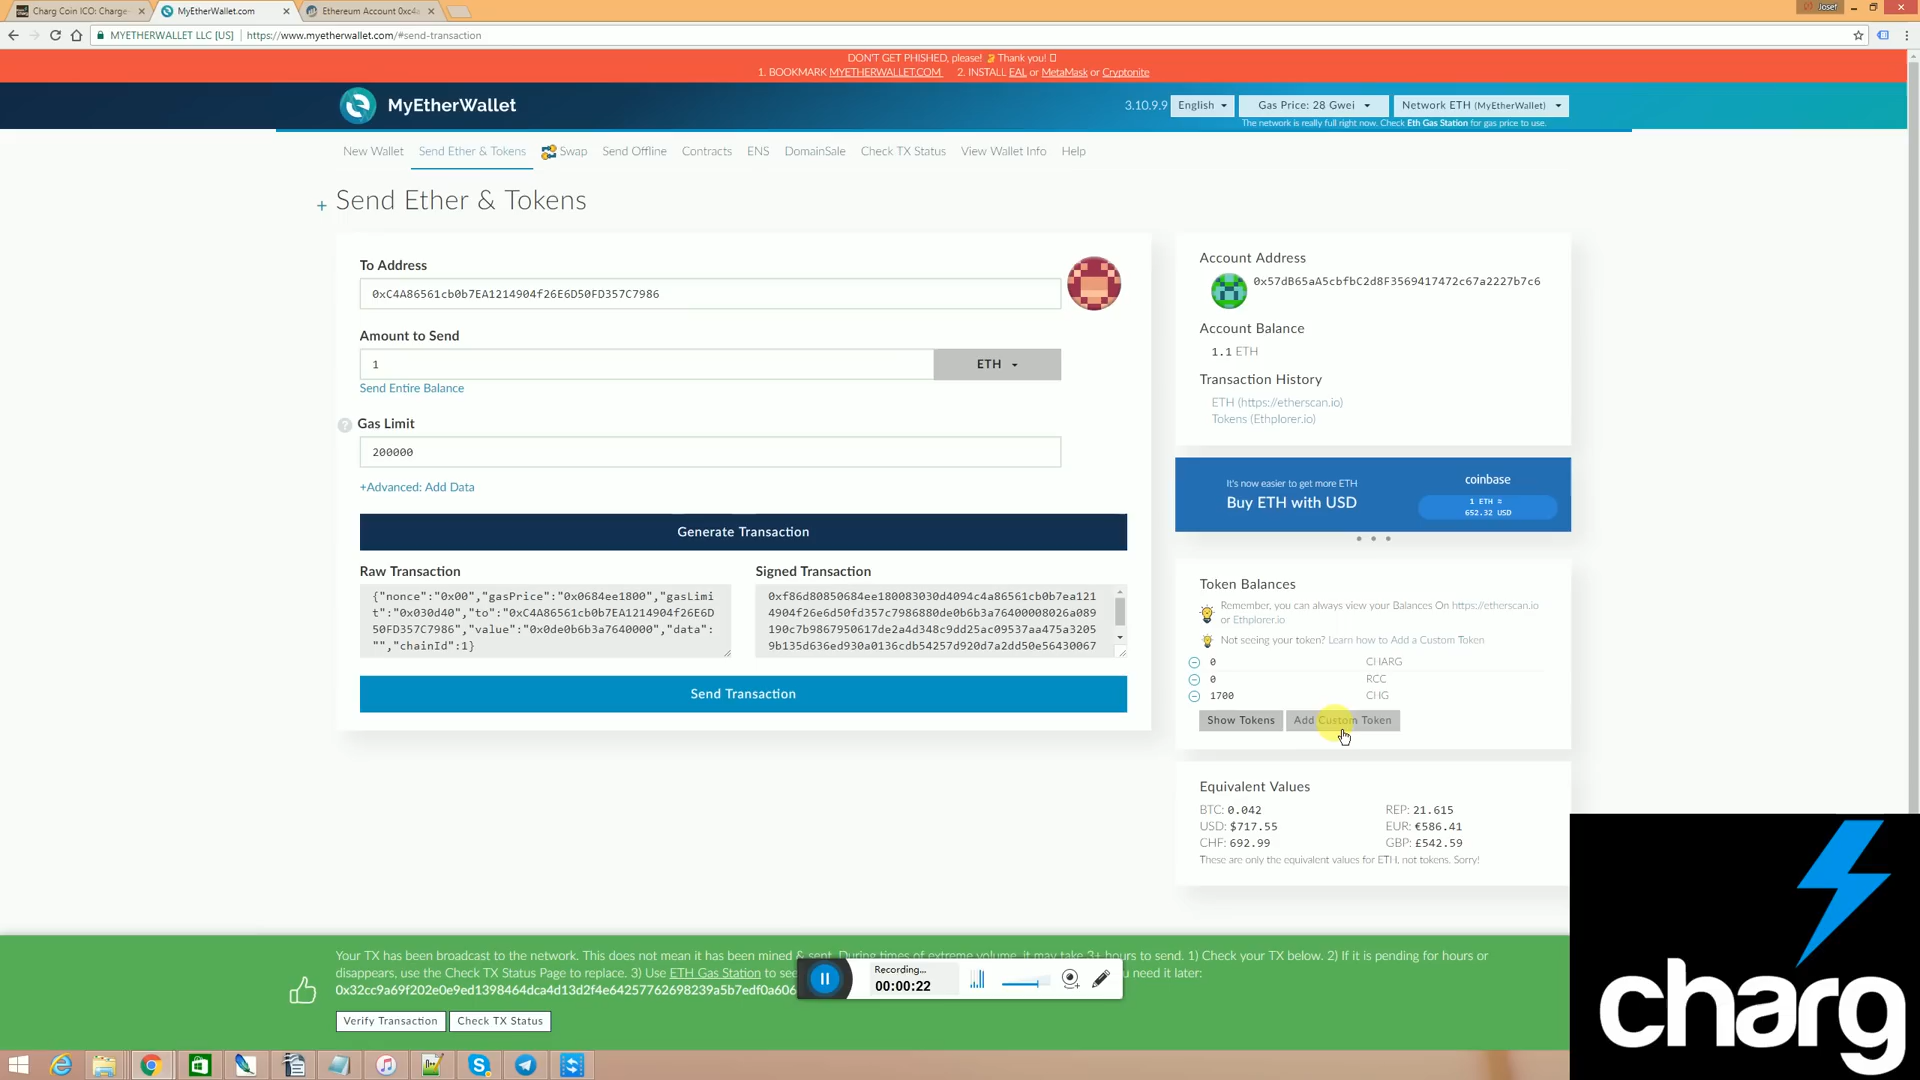 Charg Coin ICO: Charge-
MyEtherWallet.com
Ethereum Account 0xc4a
Josef
MYETHERWALLET LLC [US]
https://www.myetherwallet.com/#send-transaction
DON'T GET PHISHED, please! Thank you!
1. BOOKMARK MYETHERWALLET.COM 2. INSTALL EAL or MetaMask or Cryptonite
MyEtherWallet
3.10.9.9
English
Gas Price: 28 Gwei
Network ETH (MyEtherWallet)
The network is really full right now. Check Eth Gas Station for gas price to use.
New Wallet
Send Ether & Tokens
Swap
Send Offline
Contracts
ENS
DomainSale
Check TX Status
View Wallet Info
Help
+ Send Ether & Tokens
To Address
0xC4A86561cb0b7EA1214904f26E6D50FD357C7986
Amount to Send
1
ETH
Send Entire Balance
? Gas Limit
200000
+Advanced: Add Data
Generate Transaction
Raw Transaction
{"nonce":"0x00","gasPrice":"0x0684ee1800","gasLimi
t":"0x030d40","to":"0xC4A86561cb0b7EA1214904f26E6D
50FD357C7986","value":"0x0de0b6b3a7640000","data":
"","chainId":1}
Signed Transaction
0xf86d80850684ee180083030d4094c4a86561cb0b7ea121
4904f26e6d50fd357c7986880de0b6b3a76400008026a089
190c7b9867950617de2a4d348c9dd25ac09537aa475a3205
9b135d636ed930a0136cdb54257d920d7a2dd50e56430067
Send Transaction
Account Address
0x57dB65aA5cbfbC2d8F3569417472c67a2227b7c6
Account Balance
1.1 ETH
Transaction History
ETH (https://etherscan.io)
Tokens (Ethplorer.io)
It's now easier to get more ETH
Buy ETH with USD
coinbase
1 ETH ≈
652.32 USD
Token Balances
Remember, you can always view your Balances On https://etherscan.io
or Ethplorer.io
Not seeing your token? Learn how to Add a Custom Token
0 CHARG
0 RCC
1700 CHG
Show Tokens
Add Custom Token
Equivalent Values
BTC: 0.042 REP: 21.615
USD: $717.55 EUR: €586.41
CHF: 692.99 GBP: £542.59
These are only the equivalent values for ETH, not tokens. Sorry!
Your TX has been broadcast to the network. This does not mean it has been mined & sent. During times of extreme volume, it may take 3+ hours to send. 1) Check your TX below. 2) If it is pending for hours or
disappears, use the Check TX Status Page to replace. 3) Use ETH Gas Station to see need it later:
0x32cc9a69f202e0e9ed1398464dca4d13d2f4e64257762698239a5b7edf0a606
Verify Transaction
Check TX Status
Recording...
00:00:22
charg